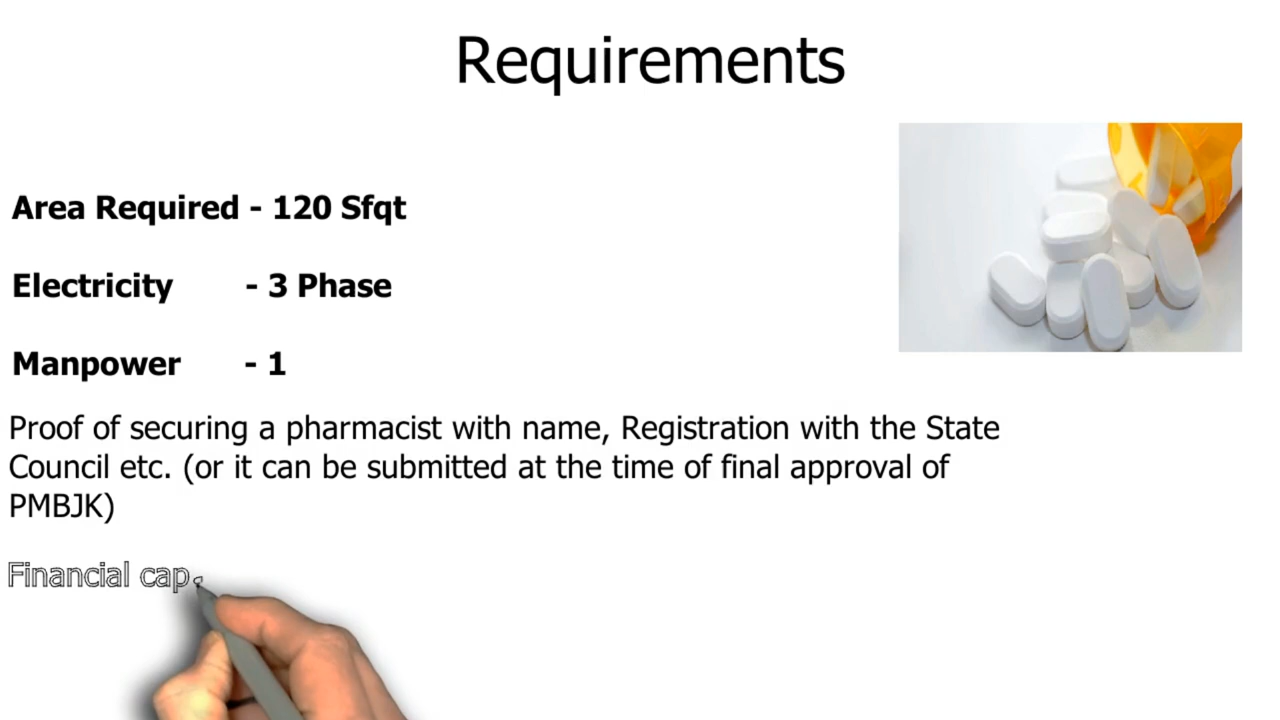 Requirements
Area Required - 120 Sfqt
Electricity - 3 Phase
Manpower - 1
Proof of securing a pharmacist with name, Registration with the State
Council etc. (or it can be submitted at the time of final approval of
PMBJK)
Financial cap